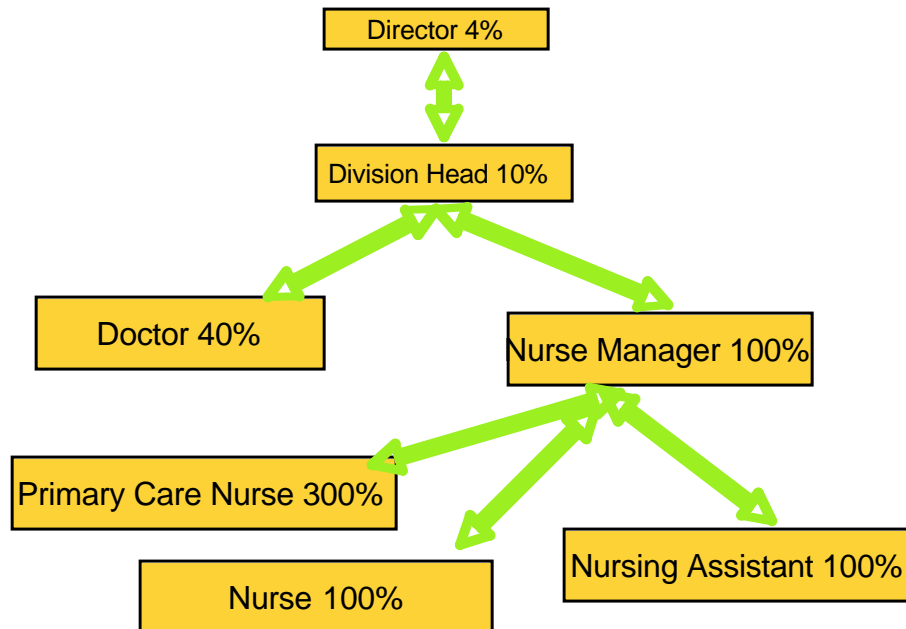 Director 4%
Division Head 10%
Doctor 40%
Nurse Manager 100%
Primary Care Nurse 300%
Nurse 100%
Nursing Assistant 100%